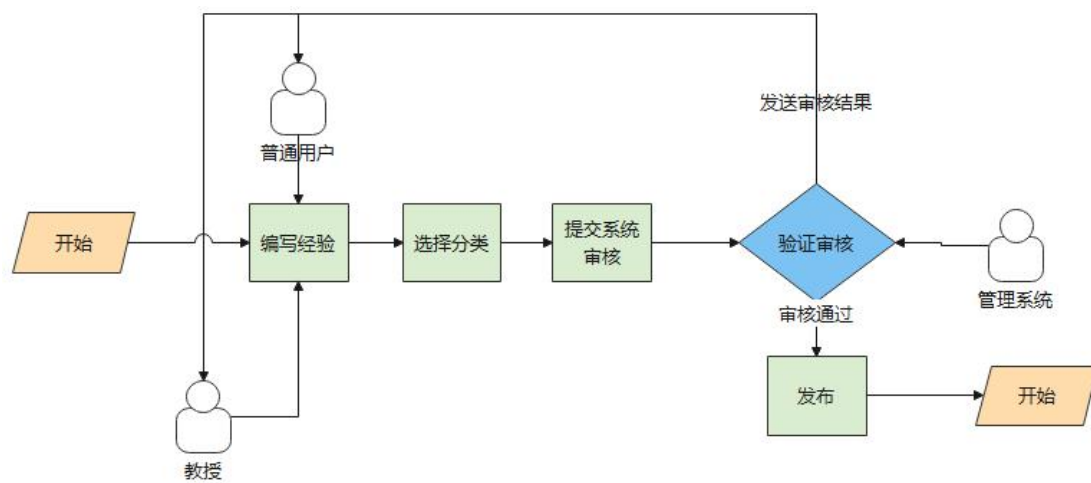 发送审核结果
普通用户
开始
编写经验
选择分类
提交系统
审核
验证审核
管理系统
审核通过
发布
开始
教授